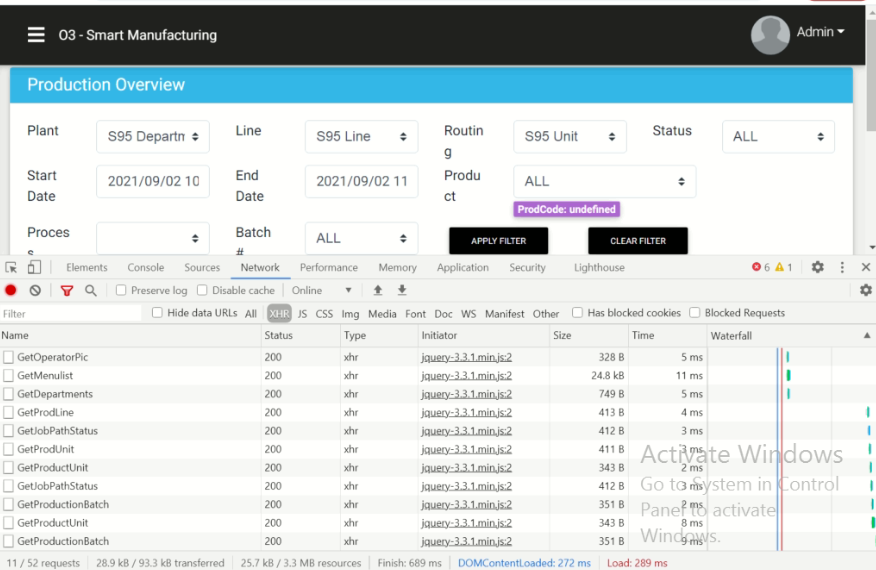 O3 - Smart Manufacturing
Admin
Production Overview
Plant S95 Departm Line S95 Line Routin g S95 Unit Status ALL
Start Date 2021/09/02 10 End Date 2021/09/02 11 Produ ct ALL
ProdCode: undefined
Proces s Batch # ALL APPLY FILTER CLEAR FILTER
Elements Console Sources Network Performance Memory Application Security Lighthouse 6 1
Preserve log Disable cache Online
Filter Hide data URLs All XHR JS CSS Img Media Font Doc WS Manifest Other Has blocked cookies Blocked Requests
Name Status Type Initiator Size Time Waterfall
GetOperatorPic 200 xhr jquery-3.3.1.min.js:2 328 B 5 ms
GetMenulist 200 xhr jquery-3.3.1.min.js:2 24.8 kB 11 ms
GetDepartments 200 xhr jquery-3.3.1.min.js:2 749 B 5 ms
GetProdLine 200 xhr jquery-3.3.1.min.js:2 413 B 4 ms
GetJobPathStatus 200 xhr jquery-3.3.1.min.js:2 412 B 3 ms
GetProdUnit 200 xhr jquery-3.3.1.min.js:2 411 B 3 ms
GetProductUnit 200 xhr jquery-3.3.1.min.js:2 343 B 2 ms
GetJobPathStatus 200 xhr jquery-3.3.1.min.js:2 412 B 3 ms
GetProductionBatch 200 xhr jquery-3.3.1.min.js:2 351 B 2 ms
GetProductUnit 200 xhr jquery-3.3.1.min.js:2 343 B 8 ms
GetProductionBatch 200 xhr jquery-3.3.1.min.js:2 351 B 9 ms
Activate Windows
Go to System in Control
Panel to activate
Windows.
11 / 52 requests 28.9 kB / 93.3 kB transferred 25.7 kB / 3.3 MB resources Finish: 689 ms DOMContentLoaded: 272 ms Load: 289 ms